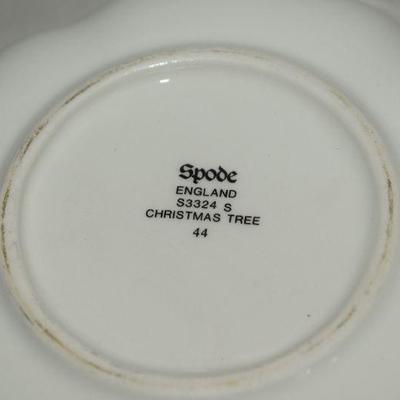 Spode
ENGLAND
S3324 S
CHRISTMAS TREE
44